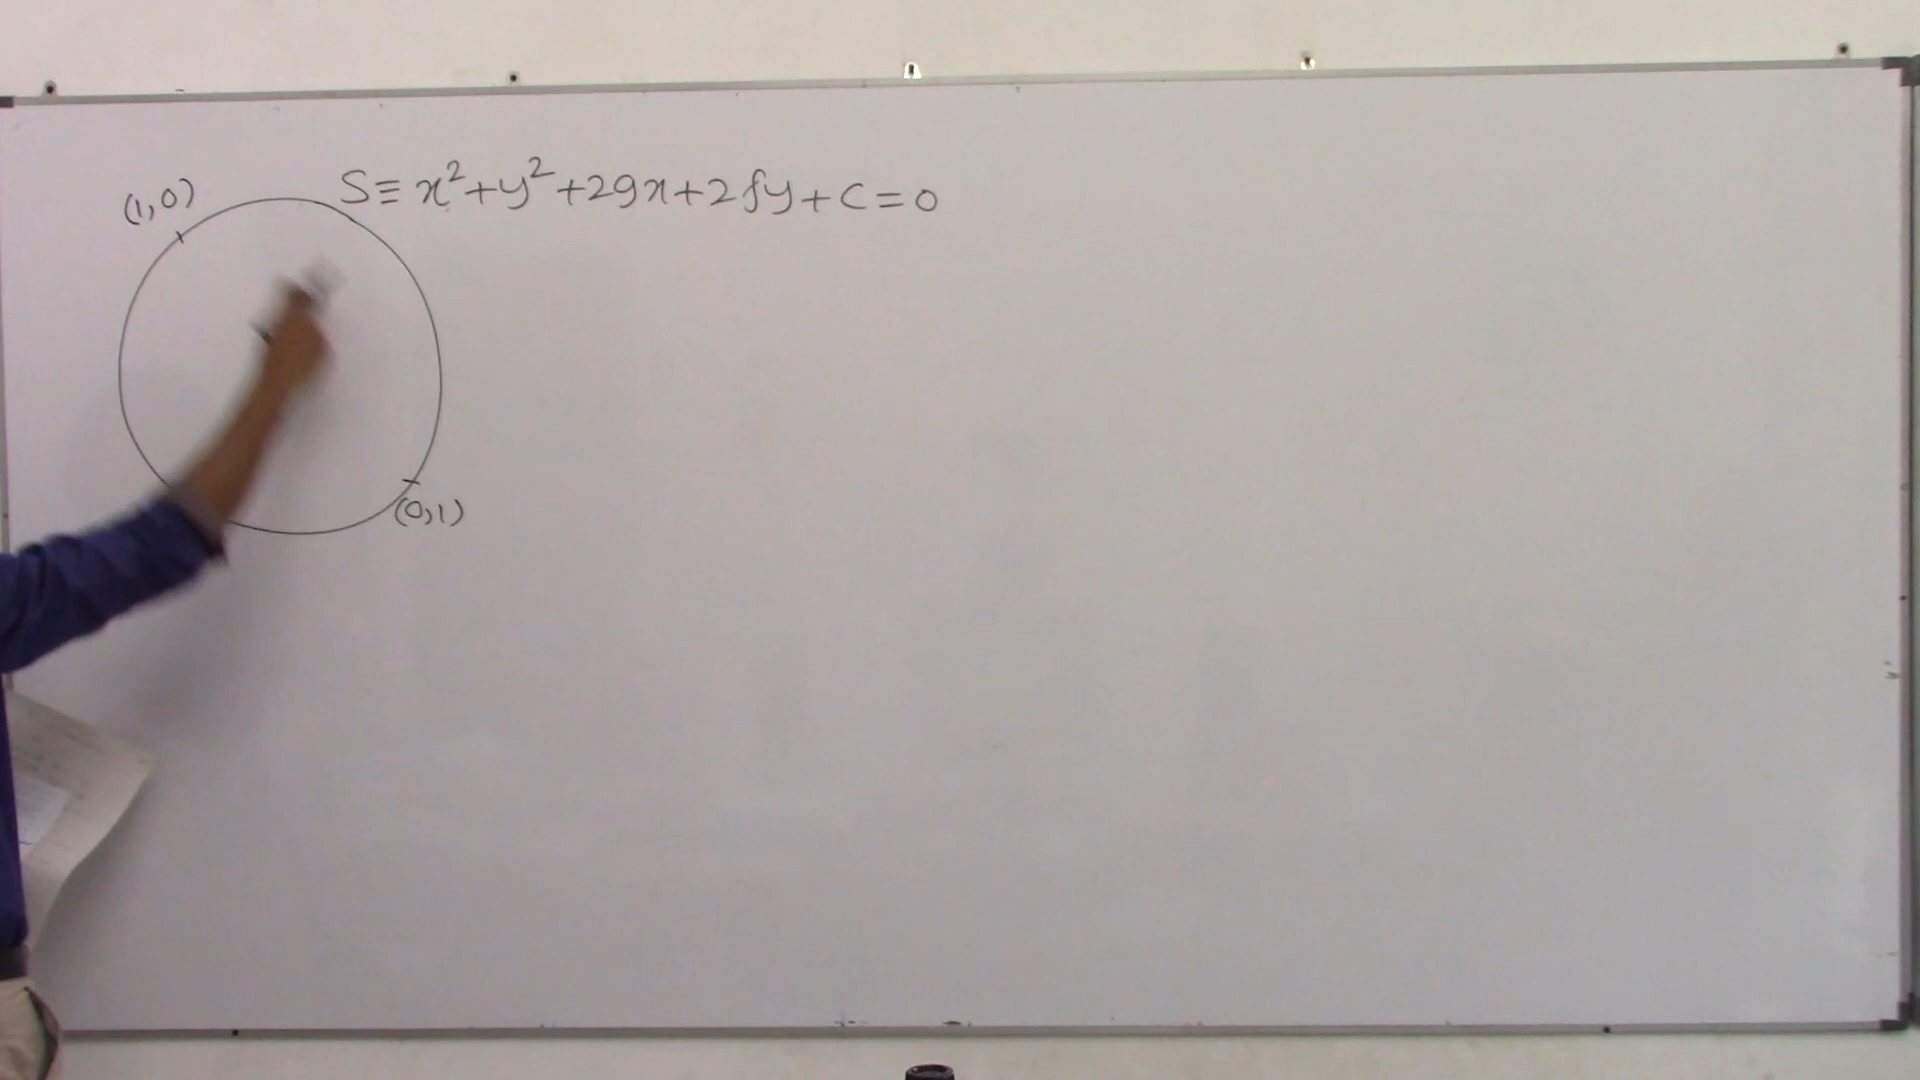 (1,0)
S≡ x²+y²+2gx+2fy+c=0
(0,1)